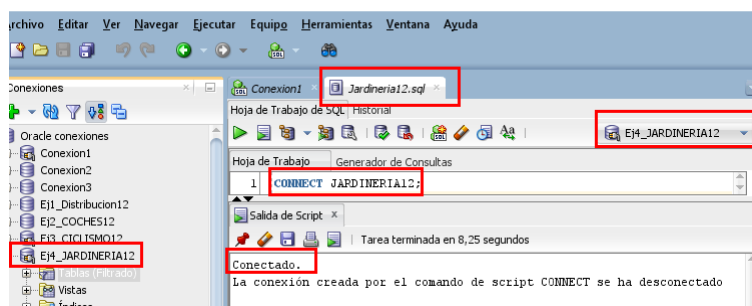 Archivo Editar Ver Navegar Ejecutar Equipo Herramientas Ventana Ayuda
Conexiones
Oracle conexiones
Conexion1
Conexion2
Conexion3
Ej1_Distribucion12
Ej2_COCHES12
Ej3_CICLISMO12
Ej4_JARDINERIA12
Tablas (Filtrado)
Vistas
Índices
Conexion1
Jardineria12.sql
Hoja de Trabajo de SQL Historial
Ej4_JARDINERIA12
Hoja de Trabajo Generador de Consultas
1 CONNECT JARDINERIA12;
Salida de Script x
Tarea terminada en 8,25 segundos
Conectado.
La conexión creada por el comando de script CONNECT se ha desconectado